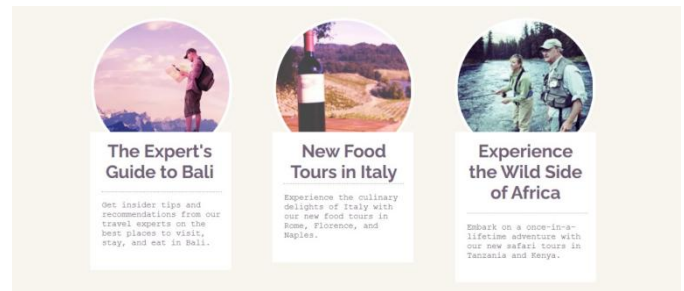 The Expert's
Guide to Bali
Get insider tips and
recommendations from our
travel experts on the
best places to visit,
stay, and eat in Bali.
New Food
Tours in Italy
Experience the culinary
delights of Italy with
our new food tours in
Rome, Florence, and
Naples.
Experience
the Wild Side
of Africa
Embark on a once-in-a-
lifetime adventure with
our new safari tours in
Tanzania and Kenya.